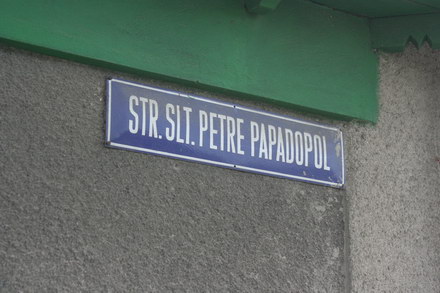 STR. SLT. PETRE PAPADOPOL